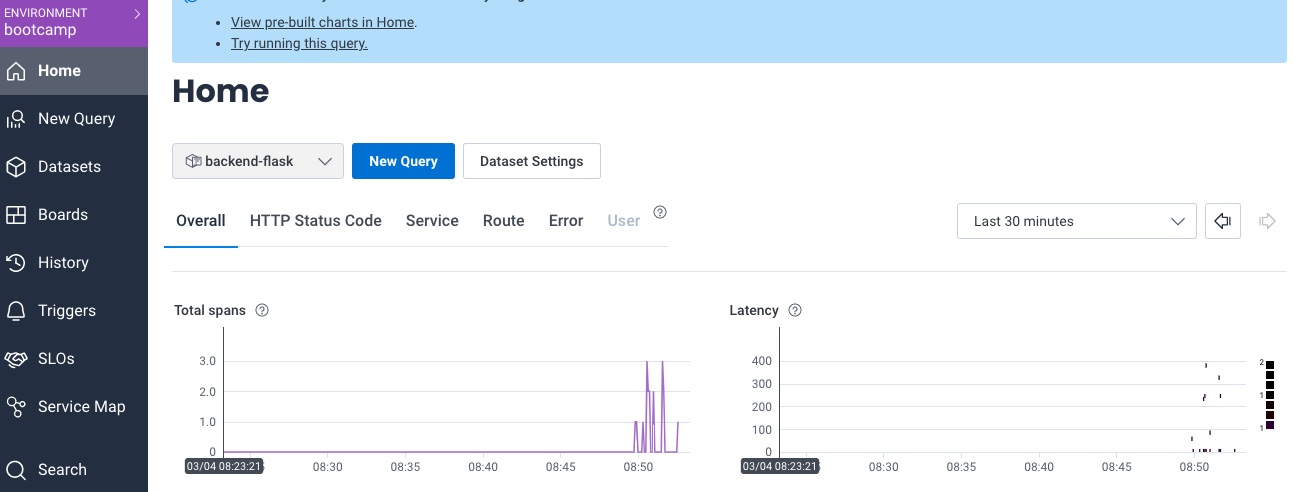 ENVIRONMENT
bootcamp
Home
New Query
Datasets
Boards
History
Triggers
SLOs
Service Map
Search
View pre-built charts in Home.
Try running this query.
Home
backend-flask
New Query
Dataset Settings
Overall
HTTP Status Code
Service
Route
Error
User
?
Last 30 minutes
Total spans ?
3.0
2.0
1.0
0
03/04 08:23:21
08:30 08:35 08:40 08:45 08:50
Latency ?
400
300
200
100
0
03/04 08:23:21
08:30 08:35 08:40 08:45 08:50
2
1
1